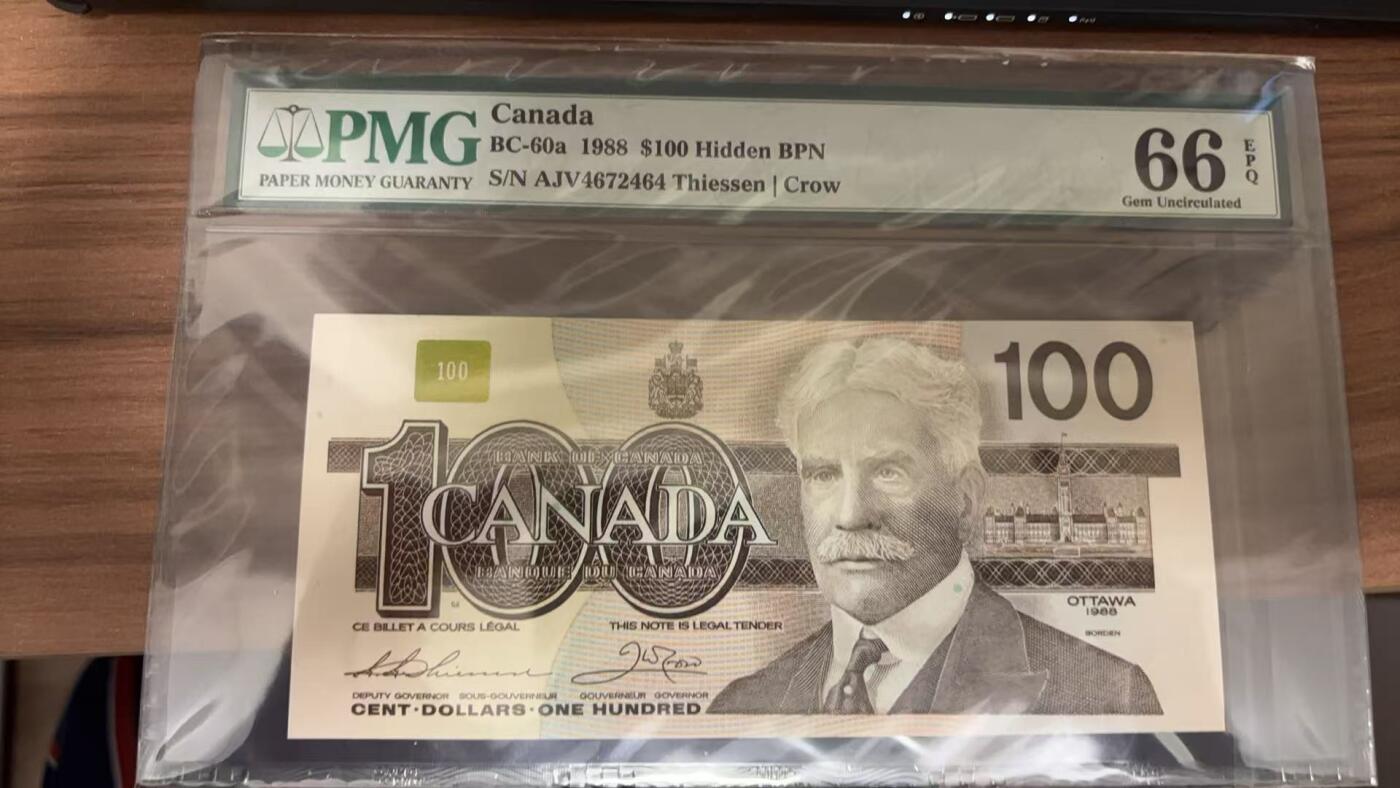 PMG
PAPER MONEY GUARANTY
Canada
BC-60a 1988 $100 Hidden BPN
S/N AJV4672464 Thiessen | Crow
66
EPQ
Gem Uncirculated
100
100
BANK OF CANADA
100
CANADA
BANQUE DU CANADA
CE BILLET A COURS LÉGAL
THIS NOTE IS LEGAL TENDER
OTTAWA
1988
BORDEN
DEPUTY GOVERNOR SOUS-GOUVERNEUR
GOUVERNEUR GOVERNOR
CENT·DOLLARS·ONE HUNDRED